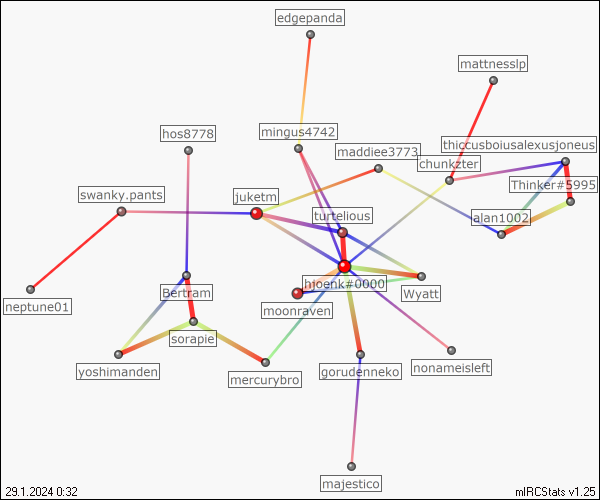 edgepanda
mattnesslp
hos8778
mingus4742
thiccusboiusalexusjoneus
maddiee3773
chunkzter
Thinker#5995
swanky.pants
juketm
turtelious
alan1002
hioenk#0000
Bertram
Wyatt
neptune01
moonraven
sorapie
yoshimanden
mercurybro
gorudenneko
nonameisleft
majestico
29.1.2024 0:32
mIRCStats v1.25